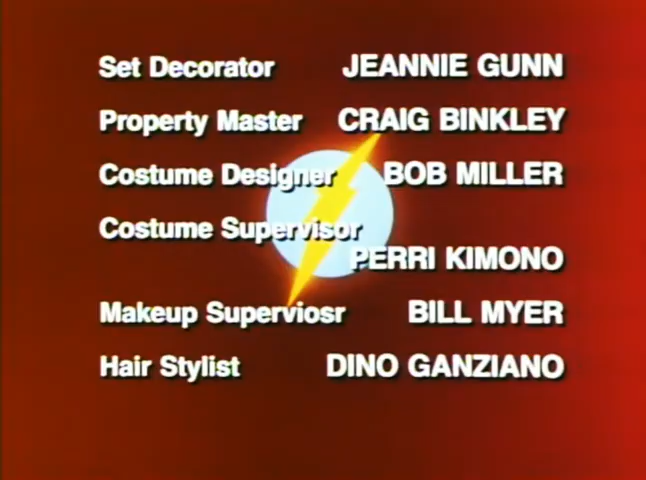 Set Decorator JEANNIE GUNN
Property Master CRAIG BINKLEY
Costume Designer BOB MILLER
Costume Supervisor
PERRI KIMONO
Makeup Superviosr BILL MYER
Hair Stylist DINO GANZIANO